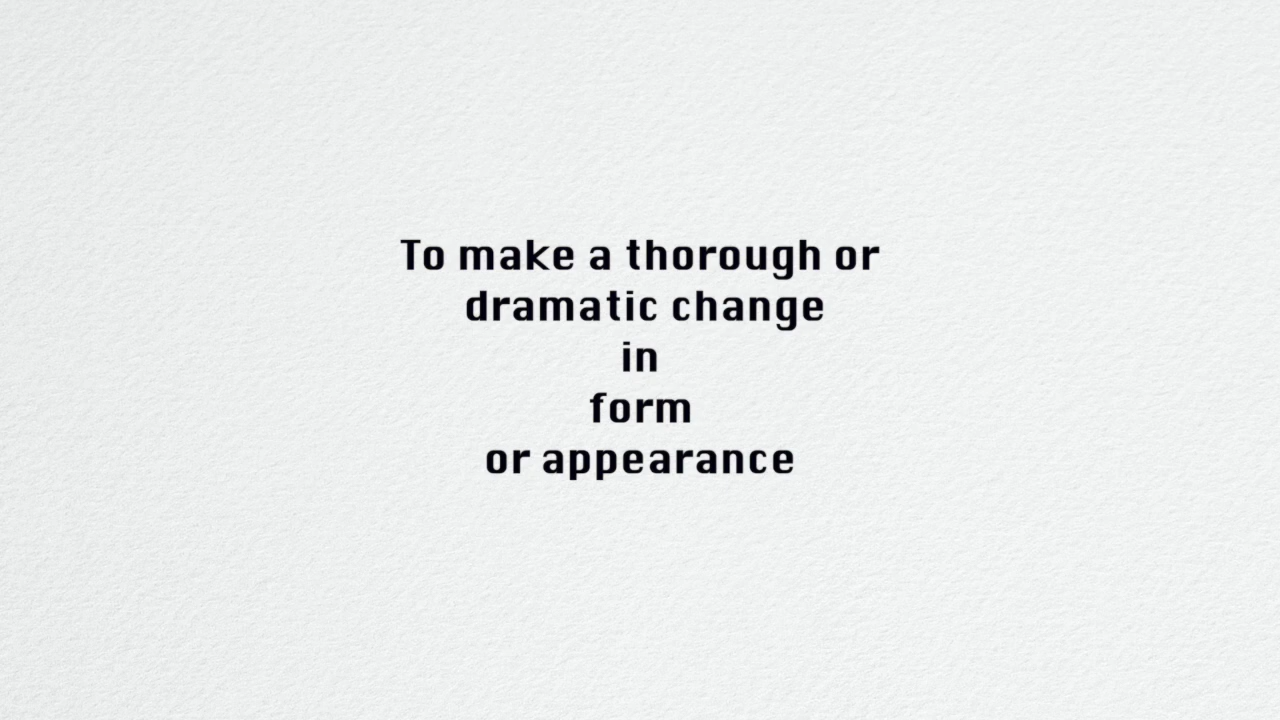 To make a thorough or
dramatic change
in
form
or appearance